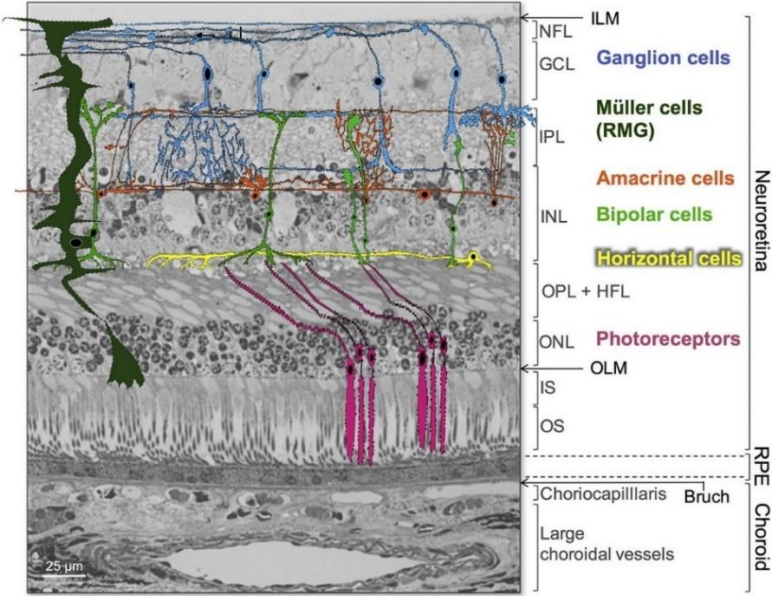 ILM
NFL
GCL
Ganglion cells
Müller cells
(RMG)
IPL
Amacrine cells
INL
Bipolar cells
Horizontal cells
OPL + HFL
ONL
Photoreceptors
OLM
IS
OS
Neuroretina
RPE
Choriocapilllaris
Bruch
Large
choroidal vessels
Choroid
25 µm